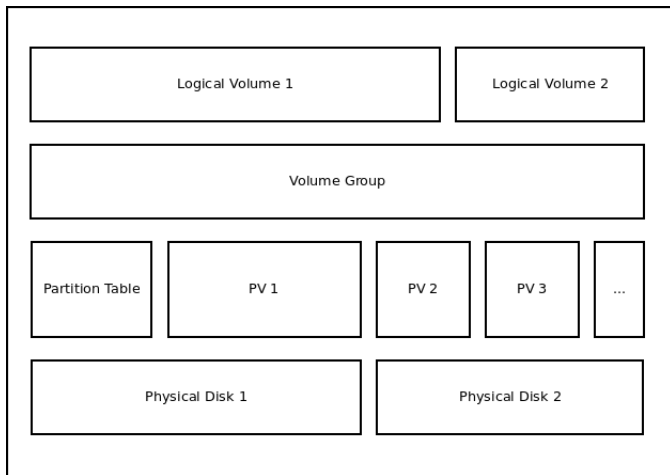 Logical Volume 1
Logical Volume 2
Volume Group
Partition Table
PV 1
PV 2
PV 3
...
Physical Disk 1
Physical Disk 2